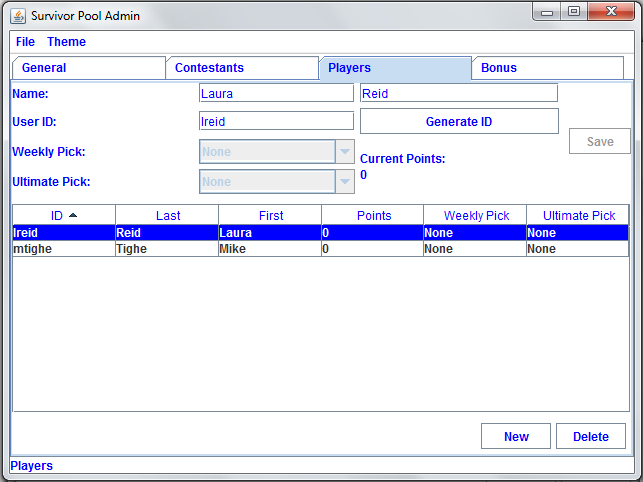 Survivor Pool Admin
File Theme
General Contestants Players Bonus
Name: Laura Reid
User ID: lreid Generate ID
Save
Weekly Pick: None
Current Points:
0
Ultimate Pick: None
ID Last First Points Weekly Pick Ultimate Pick
lreid Reid Laura 0 None None
mtighe Tighe Mike 0 None None
New Delete
Players